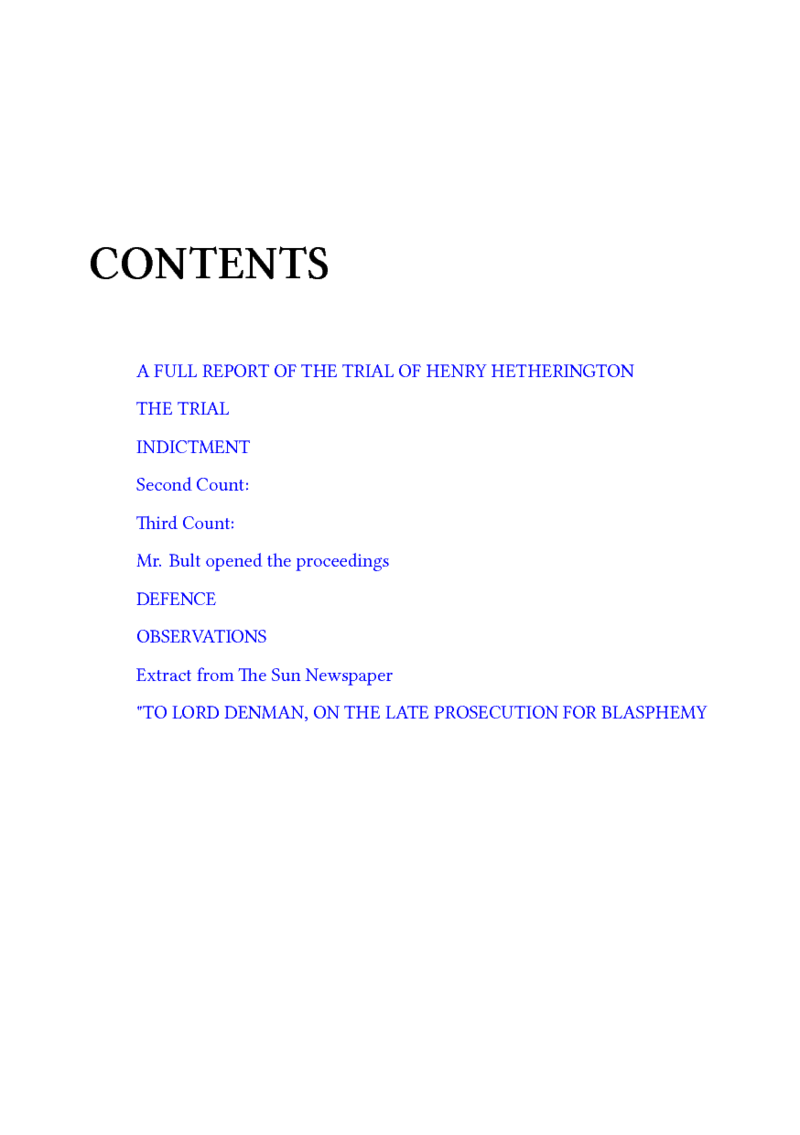 CONTENTS
A FULL REPORT OF THE TRIAL OF HENRY HETHERINGTON
THE TRIAL
INDICTMENT
Second Count:
Third Count:
Mr. Bult opened the proceedings
DEFENCE
OBSERVATIONS
Extract from The Sun Newspaper
"TO LORD DENMAN, ON THE LATE PROSECUTION FOR BLASPHEMY